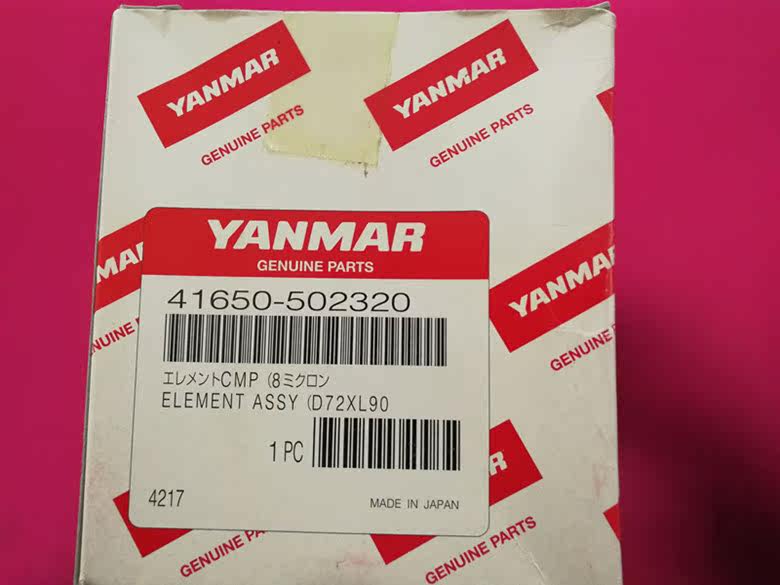 YANMAR
GENUINE PARTS
YANMAR
GENUINE PARTS
YANMAR
GENUINE PARTS
41650-502320
エレメントCMP (8ミクロン
ELEMENT ASSY (D72XL90
1 PC
4217
MADE IN JAPAN
YANMAR
GENUINE
GENUINE PA
R
GENUINE PARTS